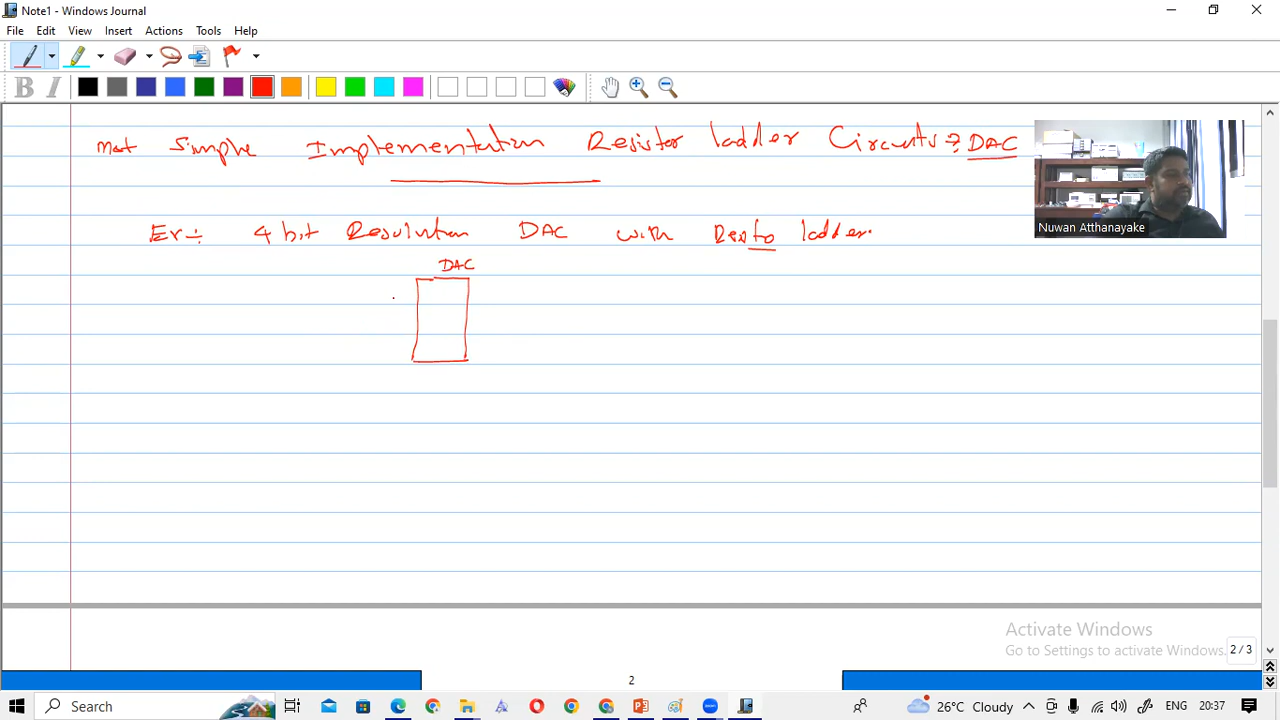 Note1 - Windows Journal
File Edit View Insert Actions Tools Help
B I
most Simple Implementation Resistor ladder Circuits? DAC
Ex÷ 4 bit Resolution DAC with ladder.
DAC
Nuwan Atthanayake
Activate Windows
Go to Settings to activate Windows.
2 / 3
2
Search
26°C Cloudy
ENG
20:37